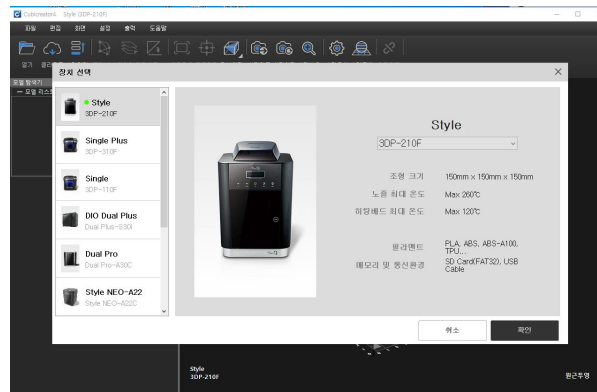 Cubicreator4 Style (3DP-210F)
파일 편집 화면 설정 출력 도움말
열기
장치 선택
모델 탐색기
모델 리스트
Style
3DP-210F
Single Plus
3DP-310F
Single
3DP-110F
DIO Dual Plus
Dual Plus-S30I
Dual Pro
Dual Pro-A30C
Style NEO-A22
Style NEO-A22C
Style
3DP-210F
조형 크기 150mm x 150mm x 150mm
노즐 최대 온도 Max 260℃
히팅베드 최대 온도 Max 120℃
필라멘트 PLA, ABS, ABS-A100, TPU...
메모리 및 통신환경 SD Card(FAT32), USB Cable
취소 확인
Style
3DP-210F
원근투영